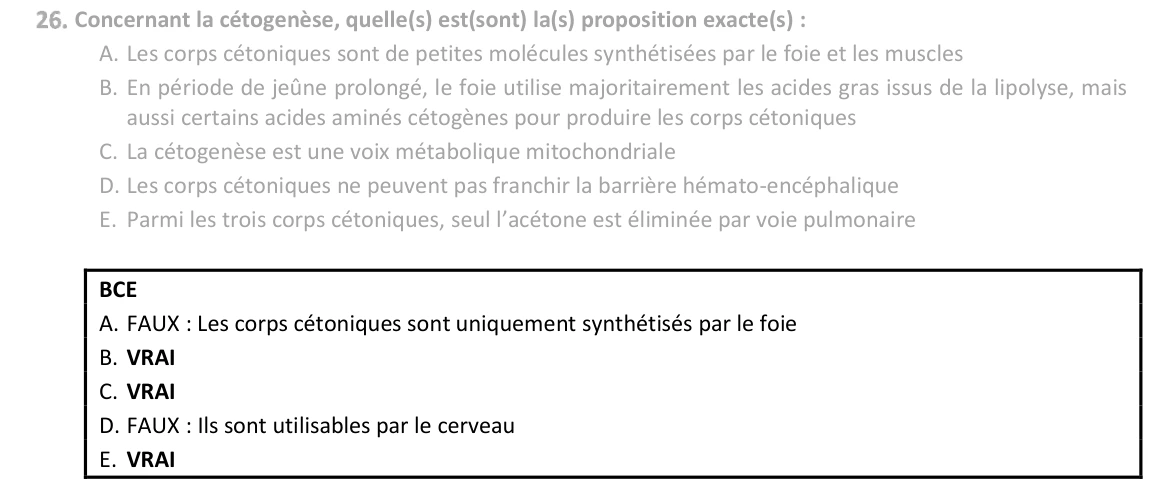 26. Concernant la cétogenèse, quelle(s) est(sont) la(s) proposition exacte(s) :
A. Les corps cétoniques sont de petites molécules synthétisées par le foie et les muscles
B. En période de jeûne prolongé, le foie utilise majoritairement les acides gras issus de la lipolyse, mais
aussi certains acides aminés cétogènes pour produire les corps cétoniques
C. La cétogenèse est une voix métabolique mitochondriale
D. Les corps cétoniques ne peuvent pas franchir la barrière hémato-encéphalique
E. Parmi les trois corps cétoniques, seul l’acétone est éliminée par voie pulmonaire
BCE
A. FAUX : Les corps cétoniques sont uniquement synthétisés par le foie
B. VRAI
C. VRAI
D. FAUX : Ils sont utilisables par le cerveau
E. VRAI